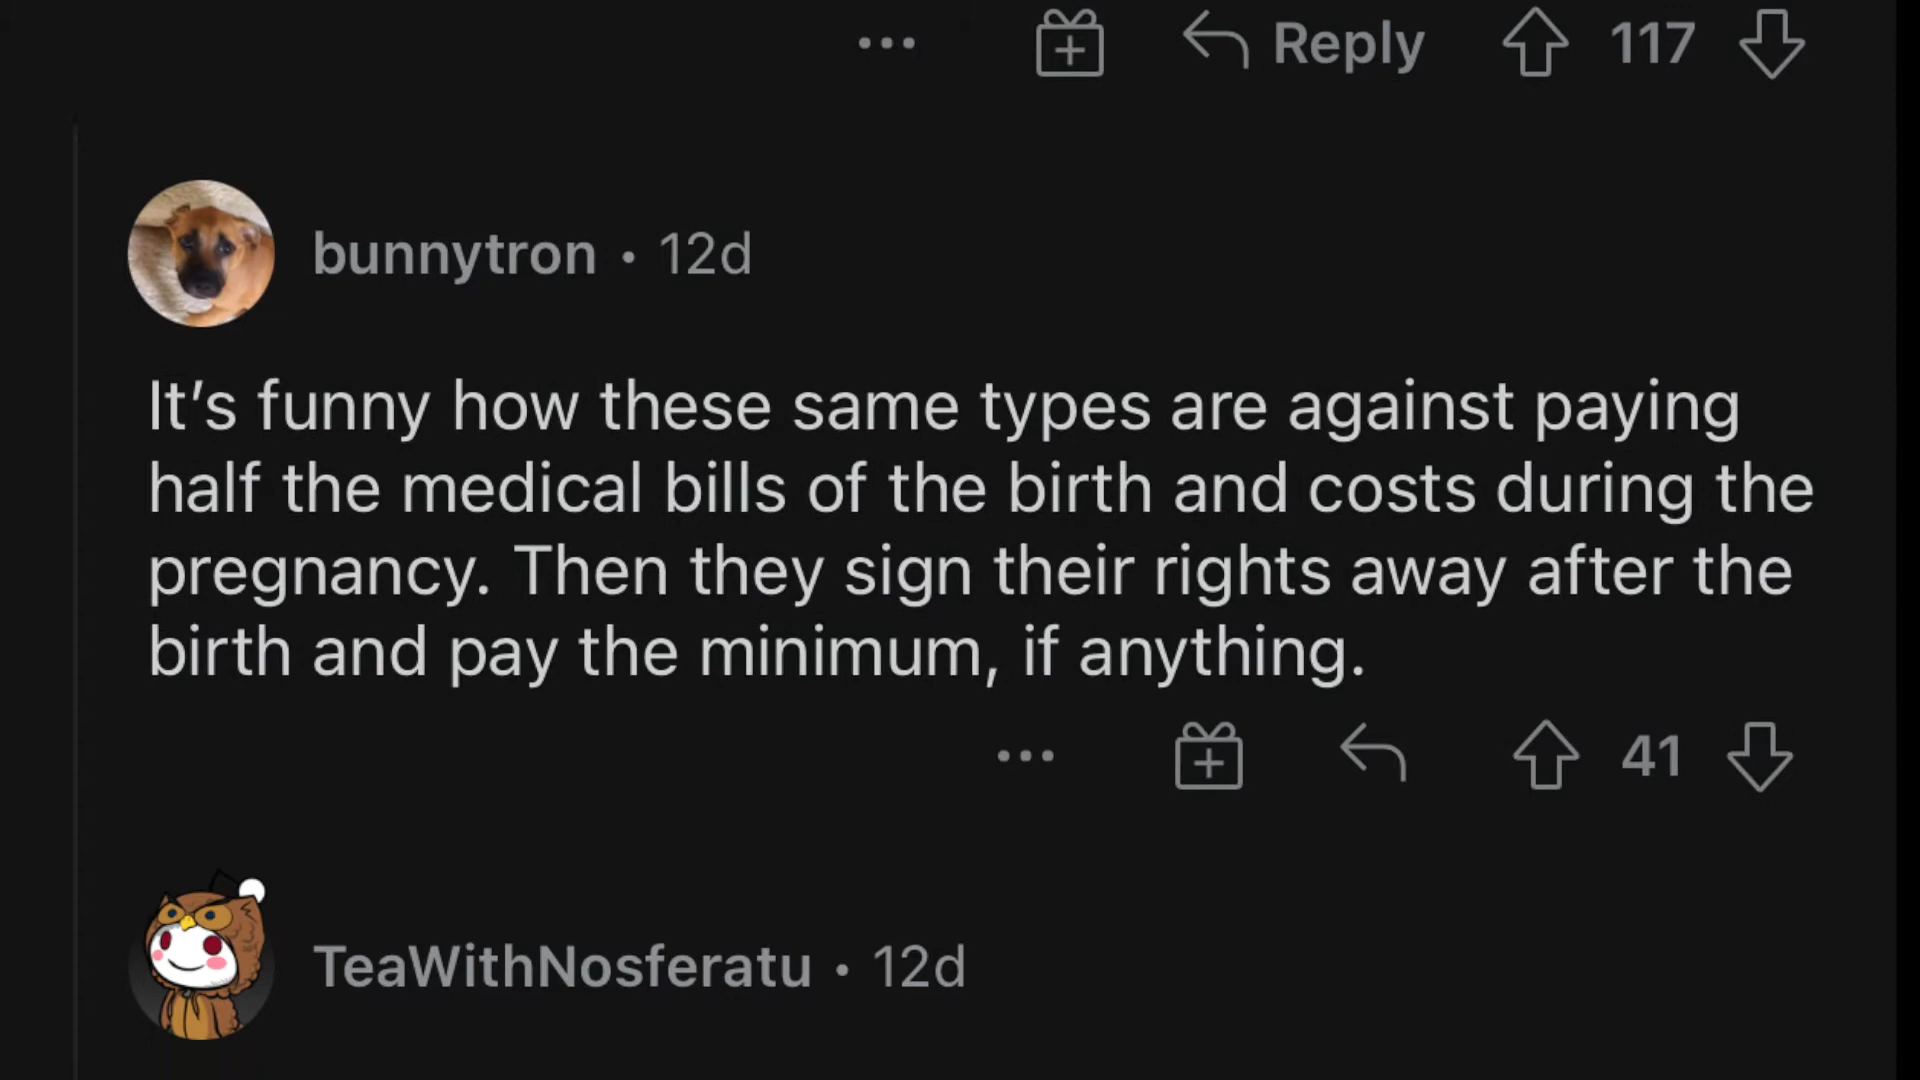 Reply 117
bunnytron • 12d
It’s funny how these same types are against paying
half the medical bills of the birth and costs during the
pregnancy. Then they sign their rights away after the
birth and pay the minimum, if anything.
41
TeaWithNosferatu • 12d